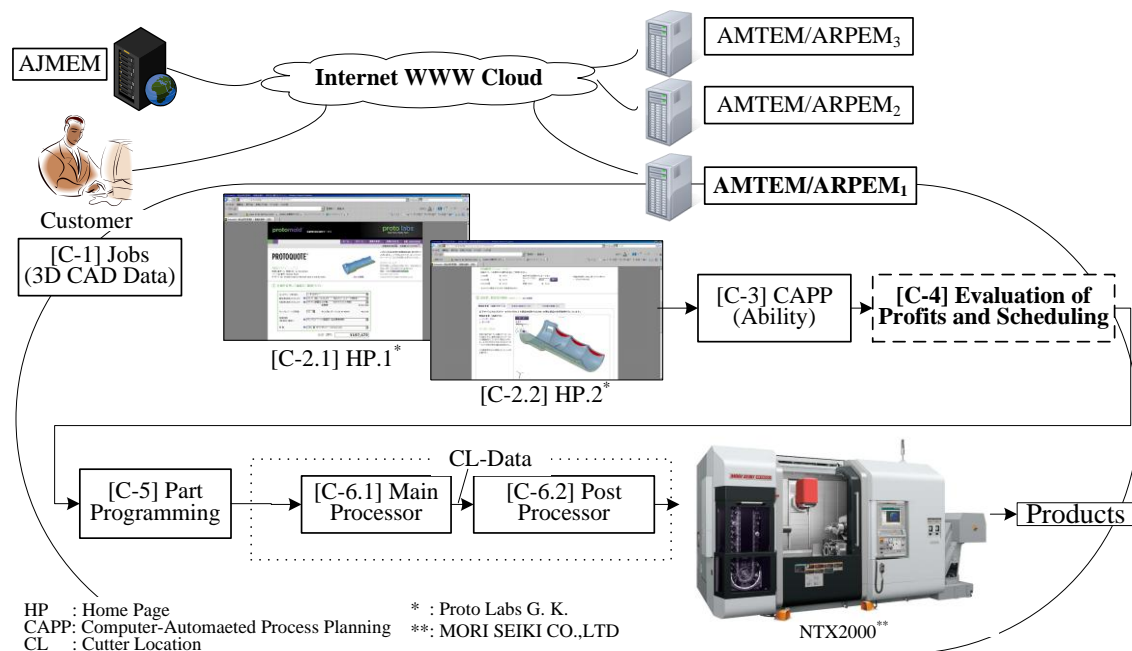 AJMEM
Internet WWW Cloud
AMTEM/ARPEM3
AMTEM/ARPEM2
AMTEM/ARPEM1
Customer
[C-1] Jobs
(3D CAD Data)
protomold
proto labs
PROTOQUOTE
[C-2.1] HP.1*
[C-2.2] HP.2*
[C-3] CAPP
(Ability)
[C-4] Evaluation of
Profits and Scheduling
CL-Data
[C-5] Part
Programming
[C-6.1] Main
Processor
[C-6.2] Post
Processor
Products
NTX2000**
HP : Home Page
CAPP: Computer-Automaeted Process Planning
CL : Cutter Location
* : Proto Labs G. K.
**: MORI SEIKI CO.,LTD